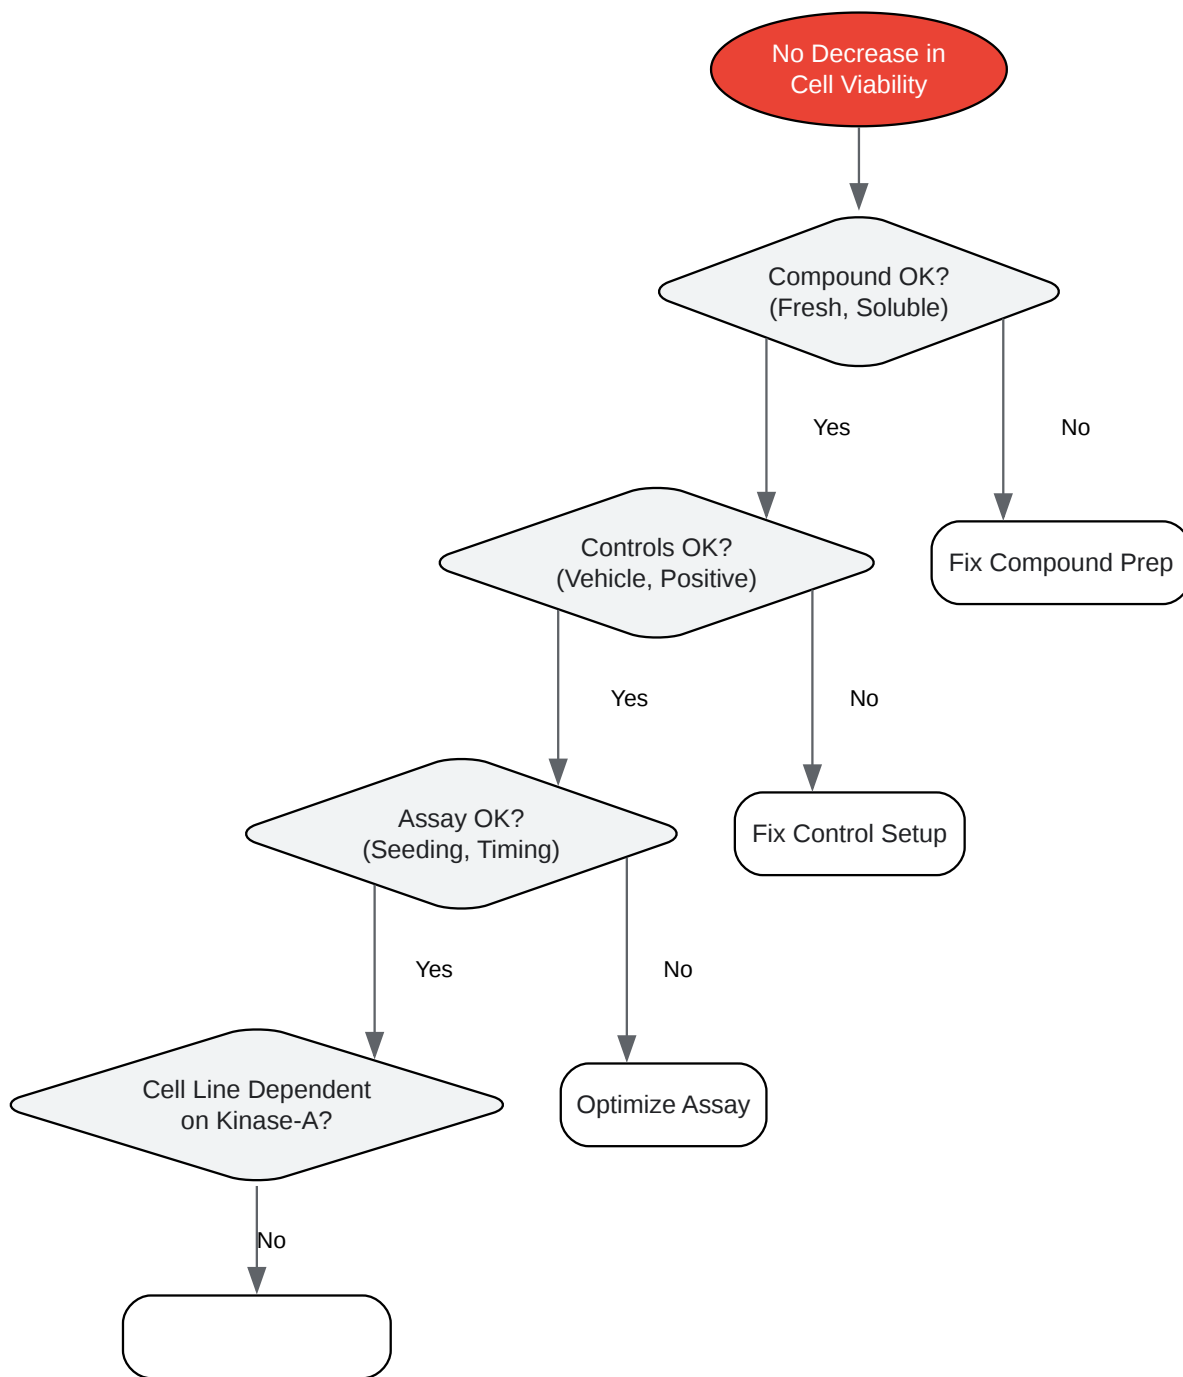 No Decrease in
Cell Viability
Compound OK?
(Fresh, Soluble)
Yes
No
Controls OK?
(Vehicle, Positive)
Fix Compound Prep
Yes
No
Assay OK?
(Seeding, Timing)
Fix Control Setup
Yes
No
Cell Line Dependent
on Kinase-A?
Optimize Assay
No